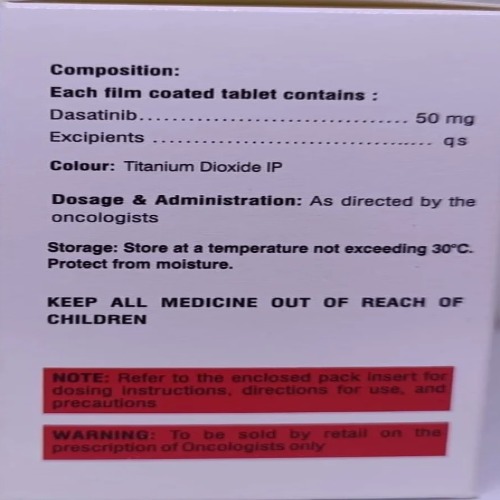 Composition:
Each film coated tablet contains :
Dasatinib................................ 50 mg
Excipients .................................. qs
Colour: Titanium Dioxide IP
Dosage & Administration: As directed by the
oncologists
Storage: Store at a temperature not exceeding 30°C.
Protect from moisture.
KEEP ALL MEDICINE OUT OF REACH OF
CHILDREN
NOTE: Refer to the enclosed pack insert for
dosing instructions, directions for use, and
precautions
WARNING: To be sold by retail on the
prescription of Oncologists only